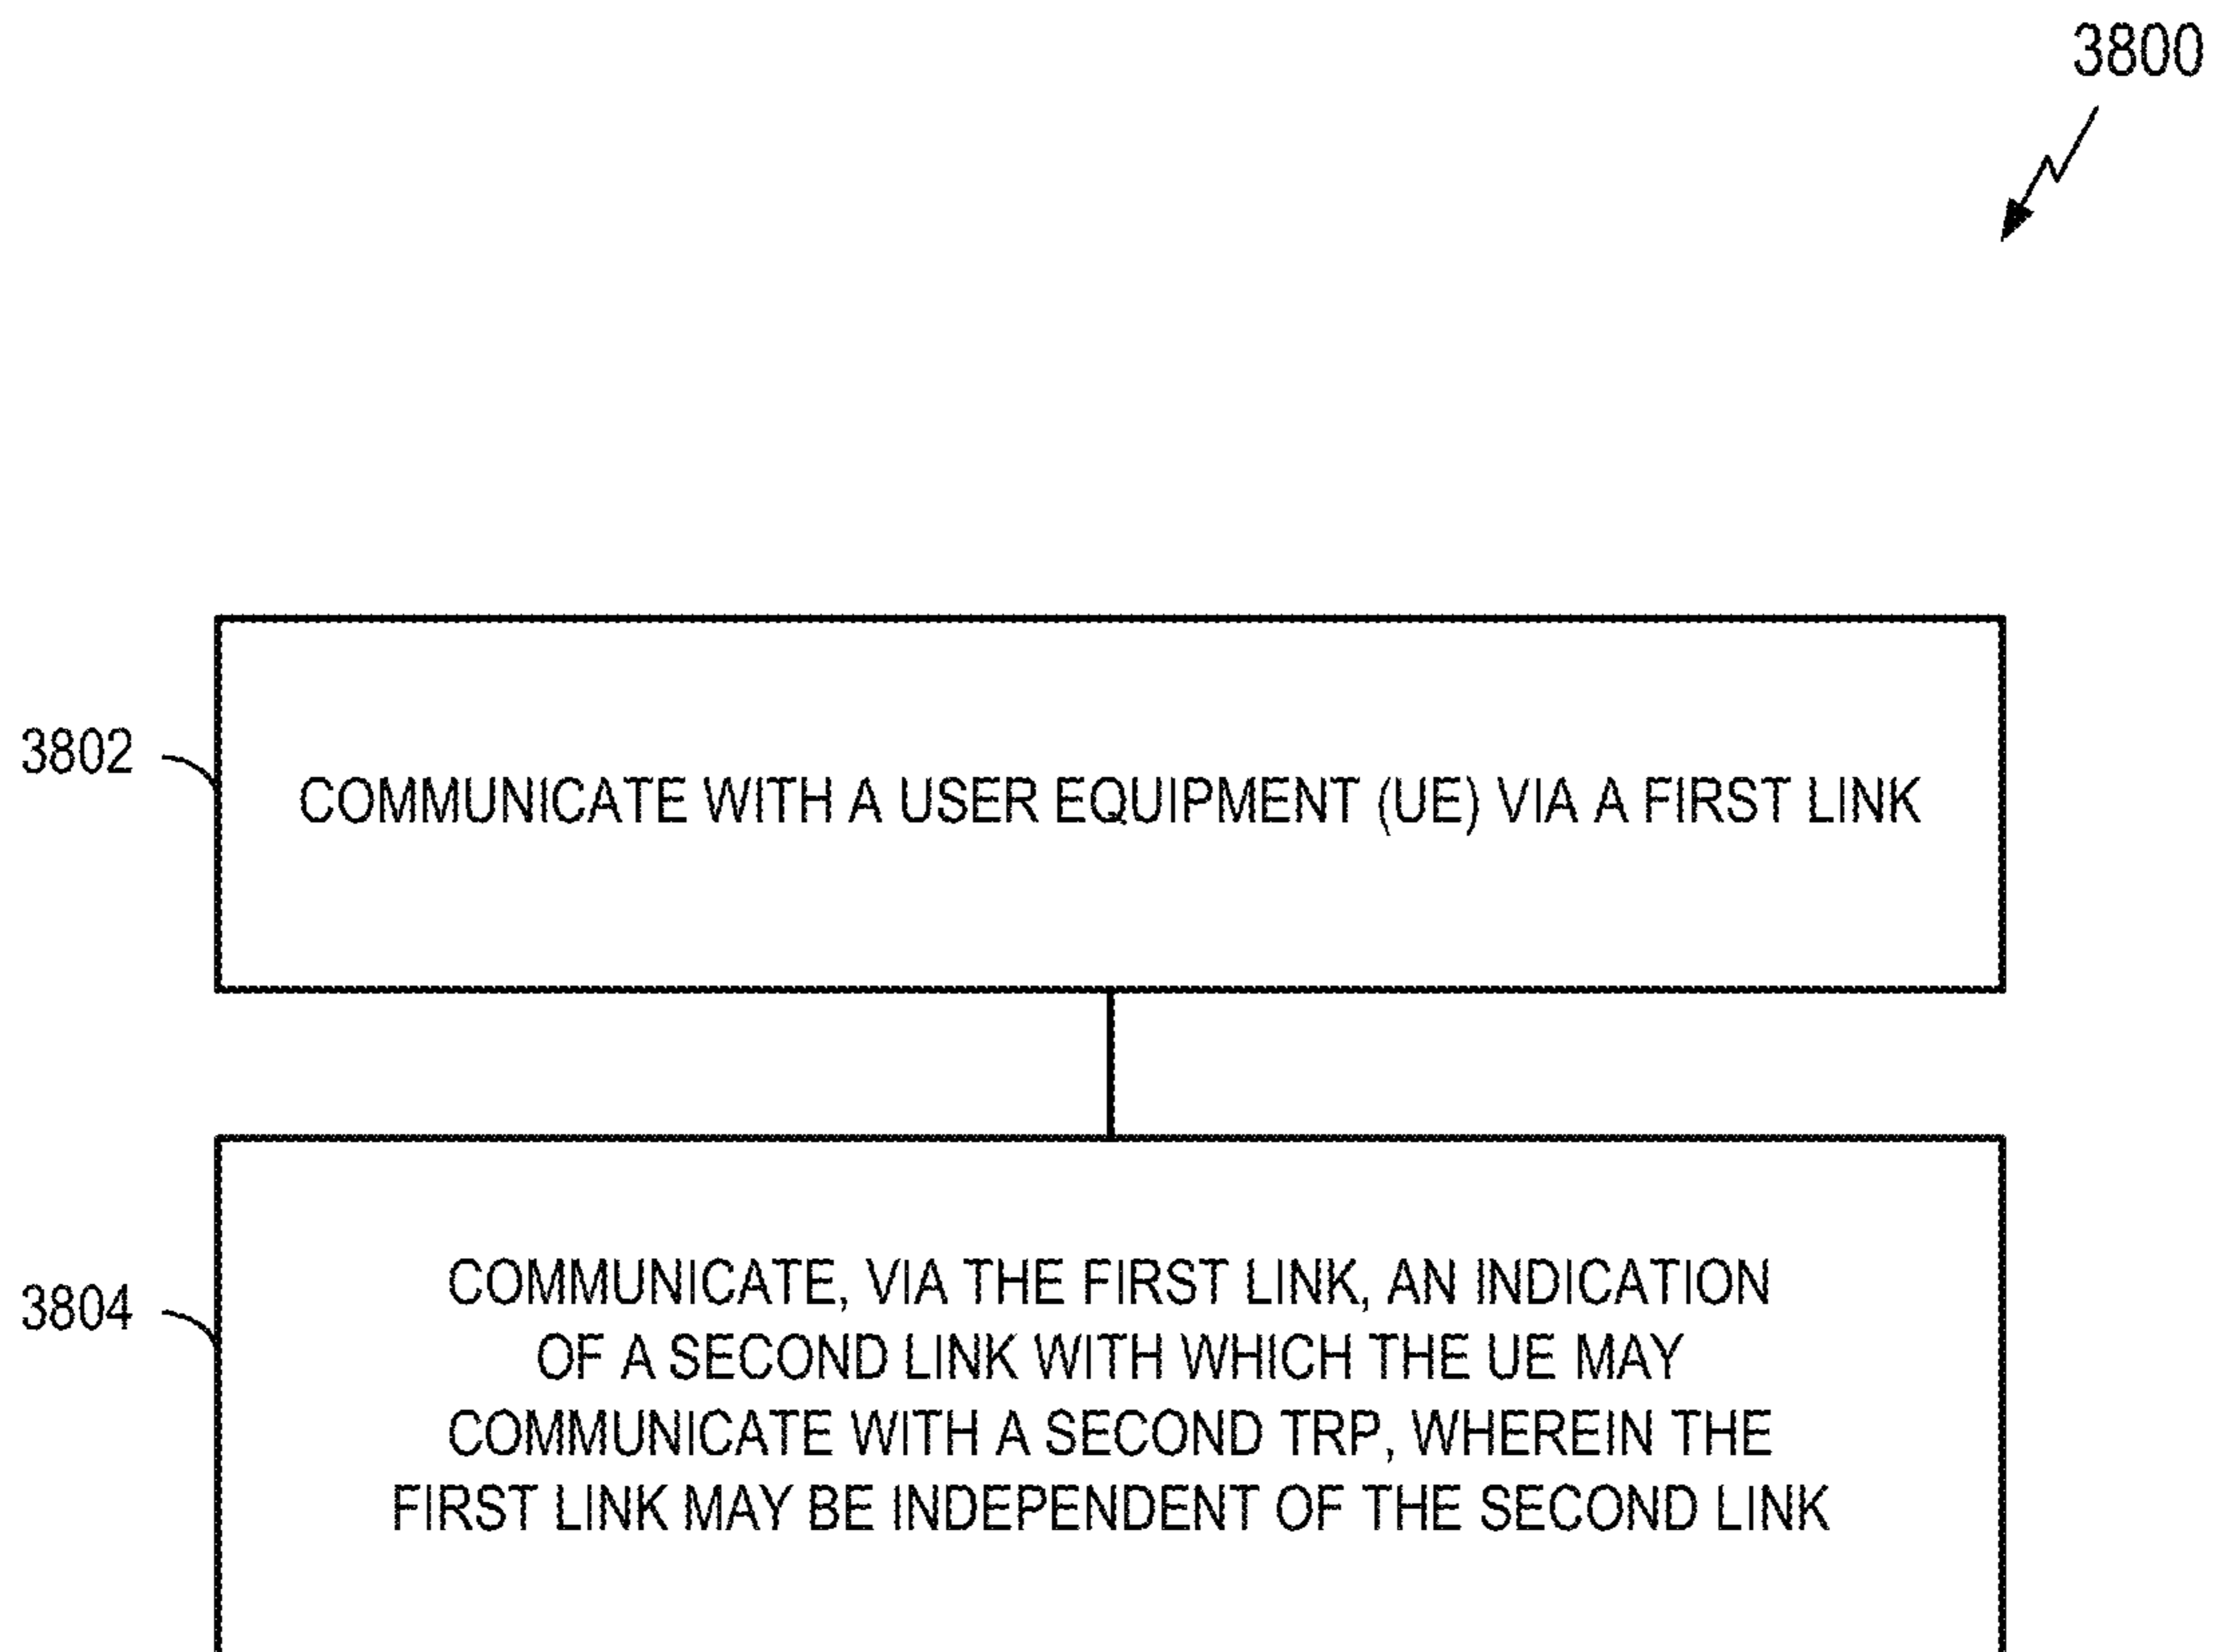 3800
3802
COMMUNICATE WITH A USER EQUIPMENT (UE) VIA A FIRST LINK
3804
COMMUNICATE, VIA THE FIRST LINK, AN INDICATION
OF A SECOND LINK WITH WHICH THE UE MAY
COMMUNICATE WITH A SECOND TRP, WHEREIN THE
FIRST LINK MAY BE INDEPENDENT OF THE SECOND LINK